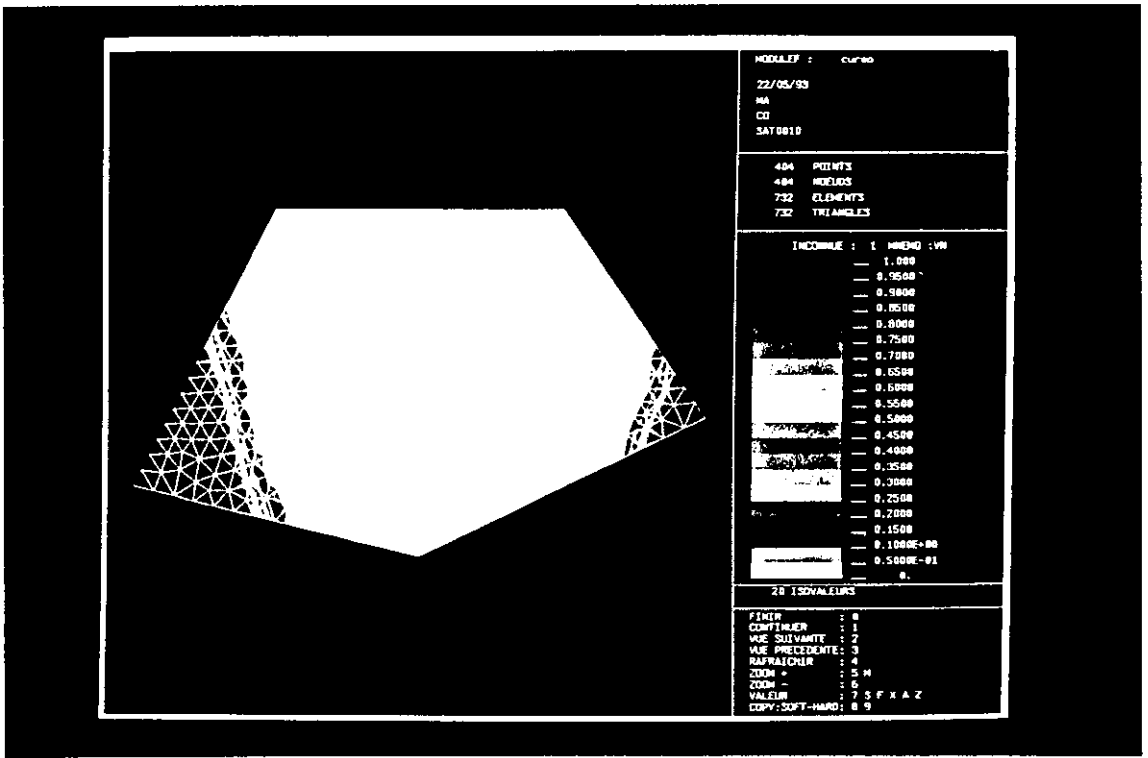 MODULEF : curso
22/05/93
MA
CO
SAT0010
404 POINTS
404 NOEUDS
732 ELEMENTS
732 TRIANGLES
INCONNUE : 1 MNEMO :VN
1.000
0.9500
0.9000
0.8500
0.8000
0.7500
0.7000
0.6500
0.6000
0.5500
0.5000
0.4500
0.4000
0.3500
0.3000
0.2500
0.2000
0.1500
0.1000E+00
0.5000E-01
0.
20 ISOVALEURS
FINIR : 0
CONTINUER : 1
VUE SUIVANTE : 2
VUE PRECEDENTE: 3
RAFRAICHIR : 4
ZOOM + : 5 M
ZOOM - : 6
VALEUR : 7 S F X A Z
COPY:SOFT-HARD: 8 9